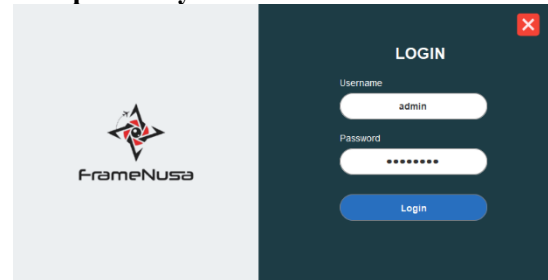 LOGIN
Username
admin
Password
••••••••
Login
FrameNusa